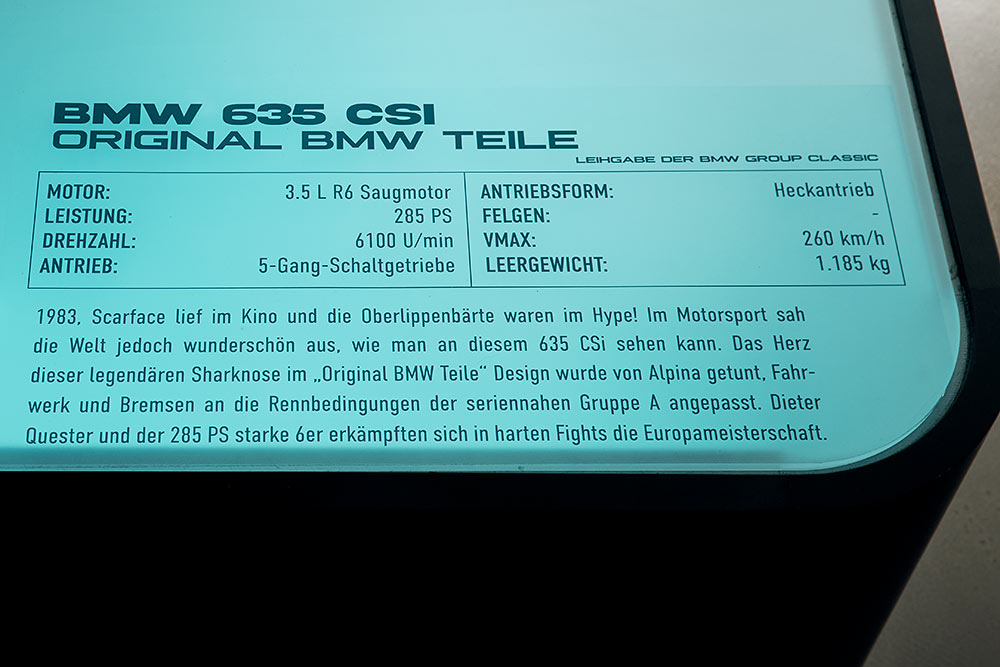 BMW 635 CSI
ORIGINAL BMW TEILE
LEIHGABE DER BMW GROUP CLASSIC
MOTOR: 3.5 L R6 Saugmotor
LEISTUNG: 285 PS
DREHZAHL: 6100 U/min
ANTRIEB: 5-Gang-Schaltgetriebe
ANTRIEBSFORM: Heckantrieb
FELGEN: -
VMAX: 260 km/h
LEERGEWICHT: 1.185 kg
1983, Scarface lief im Kino und die Oberlippenbärte waren im Hype! Im Motorsport sah
die Welt jedoch wunderschön aus, wie man an diesem 635 CSi sehen kann. Das Herz
dieser legendären Sharknose im „Original BMW Teile“ Design wurde von Alpina getunt, Fahr-
werk und Bremsen an die Rennbedingungen der seriennahen Gruppe A angepasst. Dieter
Quester und der 285 PS starke 6er erkämpften sich in harten Fights die Europameisterschaft.